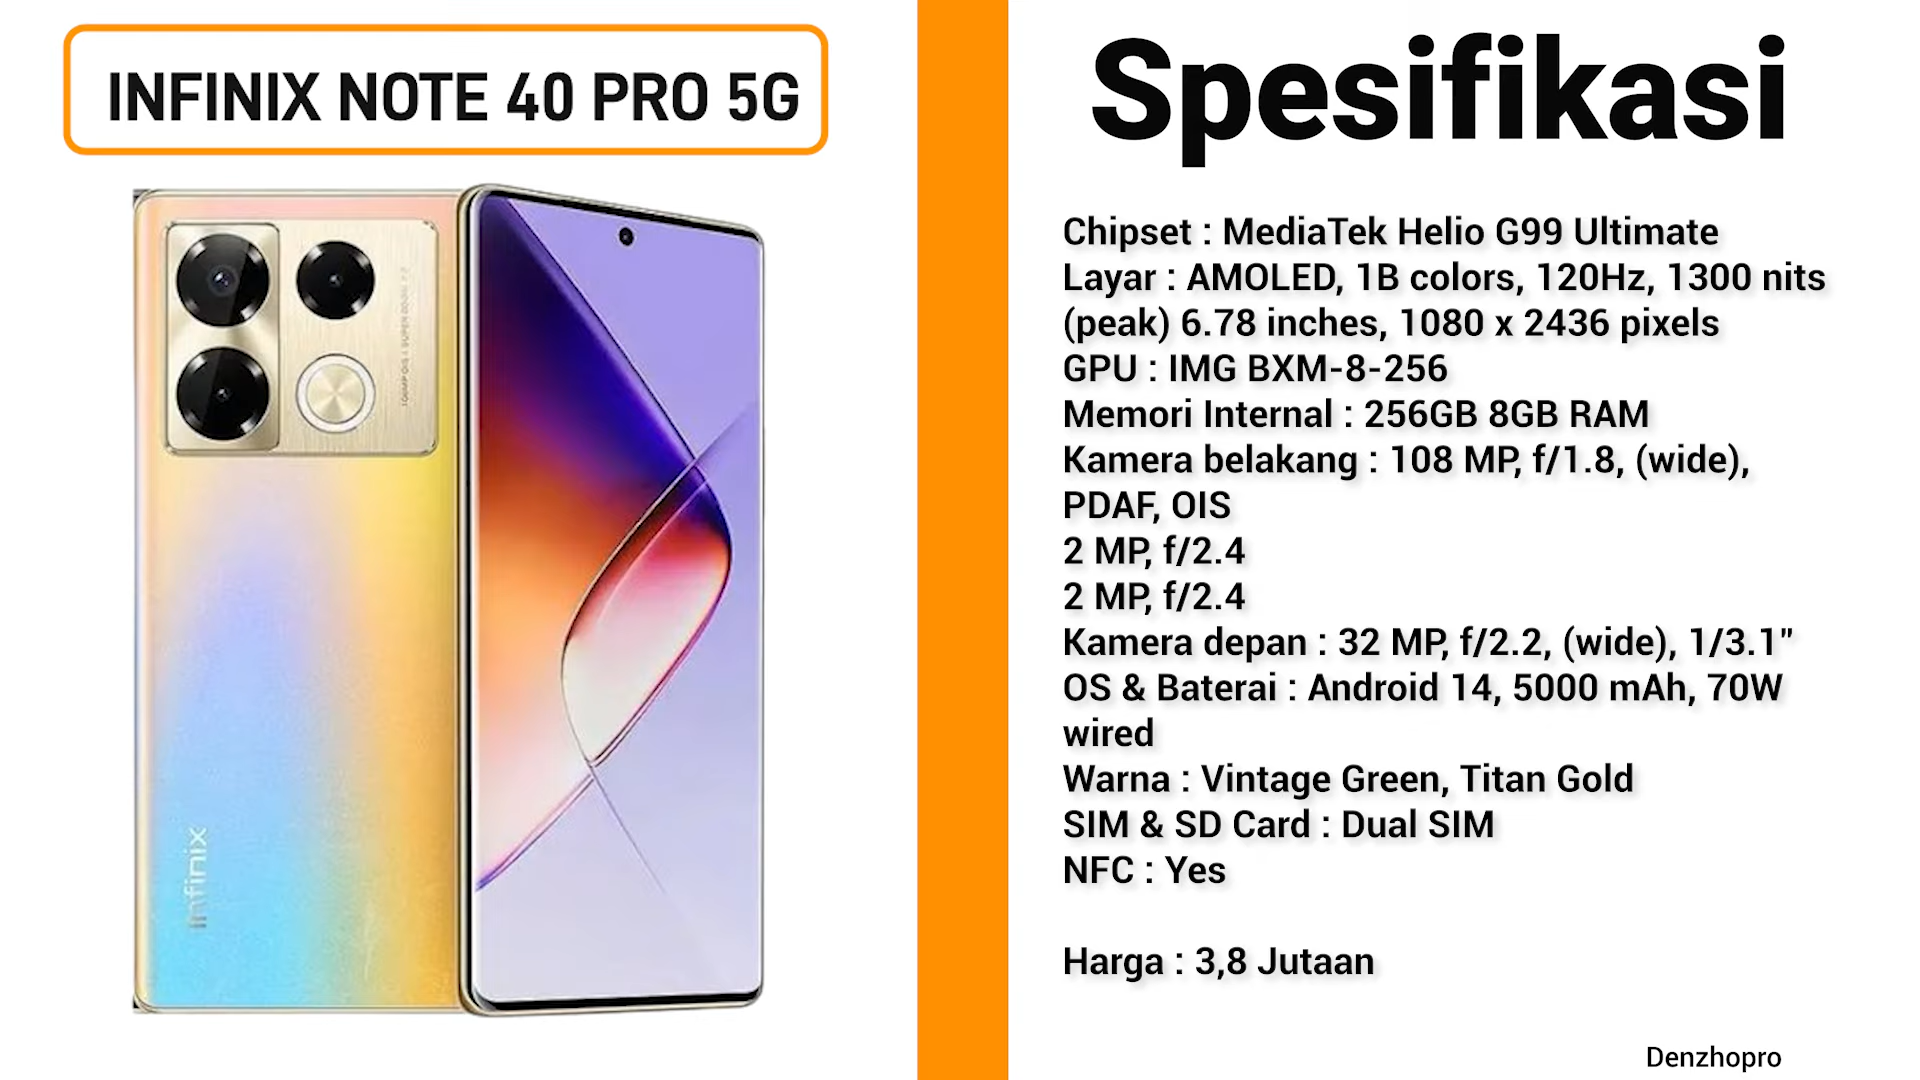 INFINIX NOTE 40 PRO 5G
Infinix
Spesifikasi
Chipset : MediaTek Helio G99 Ultimate
Layar : AMOLED, 1B colors, 120Hz, 1300 nits
(peak) 6.78 inches, 1080 x 2436 pixels
GPU : IMG BXM-8-256
Memori Internal : 256GB 8GB RAM
Kamera belakang : 108 MP, f/1.8, (wide),
PDAF, OIS
2 MP, f/2.4
2 MP, f/2.4
Kamera depan : 32 MP, f/2.2, (wide), 1/3.1"
OS & Baterai : Android 14, 5000 mAh, 70W
wired
Warna : Vintage Green, Titan Gold
SIM & SD Card : Dual SIM
NFC : Yes
Harga : 3,8 Jutaan
Denzhopro